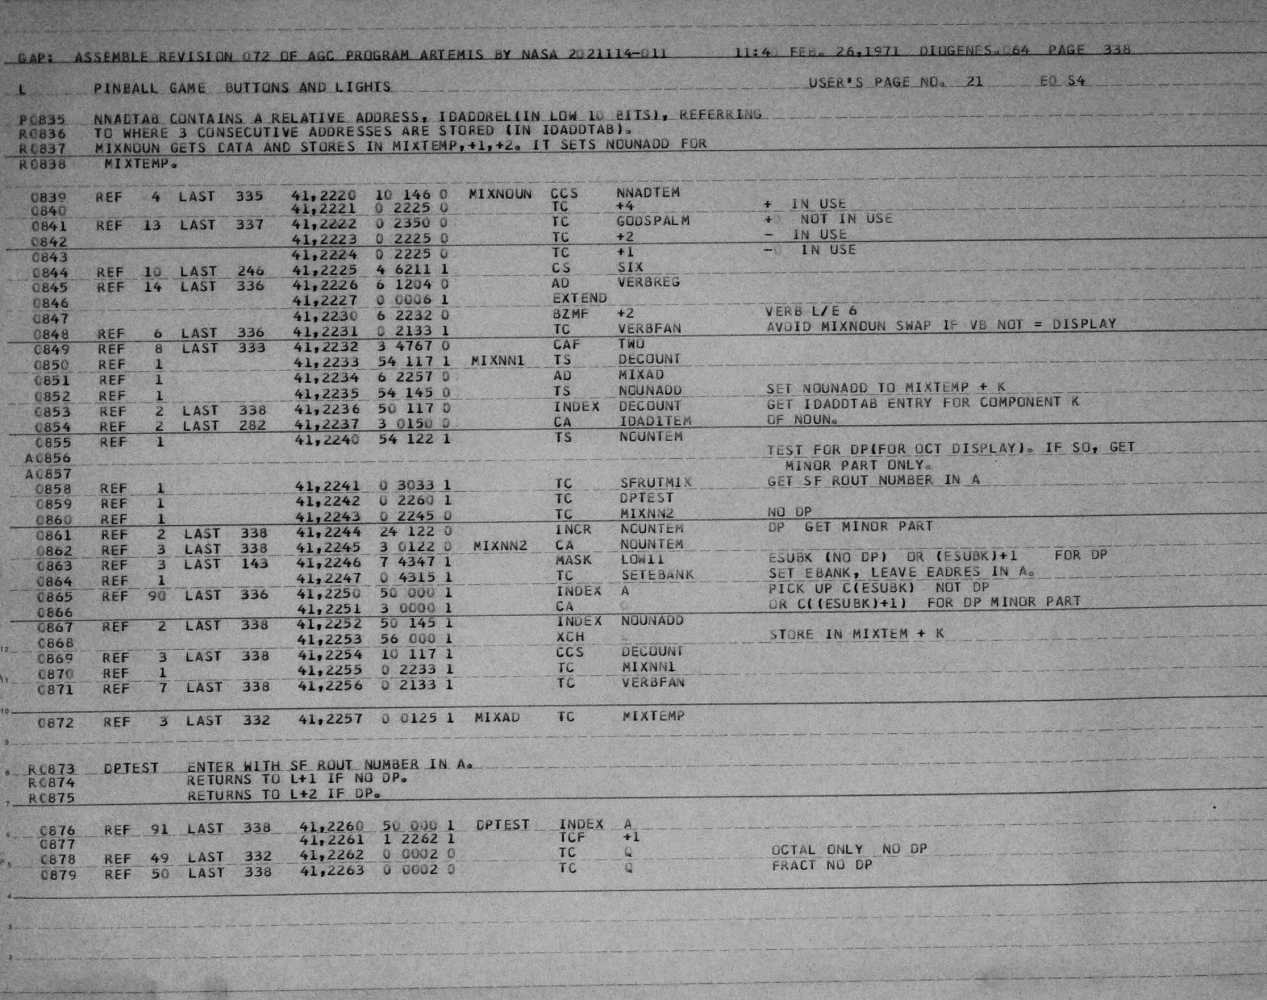 GAP: ASSEMBLE REVISION 072 OF AGC PROGRAM ARTEMIS BY NASA 2021114-011 11:40 FEB. 26,1971 DIOGENES.064 PAGE 338
L PINBALL GAME BUTTONS AND LIGHTS USER'S PAGE NO. 21 E0 S4
P0835 NNADTAB CONTAINS A RELATIVE ADDRESS, IDADDREL(IN LOW 10 BITS), REFERRING
R0836 TO WHERE 3 CONSECUTIVE ADDRESSES ARE STORED (IN IDADDTAB).
R0837 MIXNOUN GETS DATA AND STORES IN MIXTEMP,+1,+2. IT SETS NOUNADD FOR
R0838 MIXTEMP.
0839 REF 4 LAST 335 41,2220 10 146 0 MIXNOUN CCS NNADTEM
0840 41,2221 0 2225 0 TC +4 + IN USE
0841 REF 13 LAST 337 41,2222 0 2350 0 TC GODSPALM +0 NOT IN USE
0842 41,2223 0 2225 0 TC +2 - IN USE
0843 41,2224 0 2225 0 TC +1 -0 IN USE
0844 REF 10 LAST 246 41,2225 4 6211 1 CS SIX
0845 REF 14 LAST 336 41,2226 6 1204 0 AD VERBREG
0846 41,2227 0 0006 1 EXTEND
0847 41,2230 6 2232 0 BZMF +2 VERB L/E 6
0848 REF 6 LAST 336 41,2231 0 2133 1 TC VERBFAN AVOID MIXNOUN SWAP IF VB NOT = DISPLAY
0849 REF 8 LAST 333 41,2232 3 4767 0 CAF TWO
0850 REF 1 41,2233 54 117 1 MIXNN1 TS DECOUNT
0851 REF 1 41,2234 6 2257 0 AD MIXAD
0852 REF 1 41,2235 54 145 0 TS NOUNADD SET NOUNADD TO MIXTEMP + K
0853 REF 2 LAST 338 41,2236 50 117 0 INDEX DECOUNT GET IDADDTAB ENTRY FOR COMPONENT K
0854 REF 2 LAST 282 41,2237 3 0150 0 CA IDAD1TEM OF NOUN.
0855 REF 1 41,2240 54 122 1 TS NOUNTEM
A0856 TEST FOR DP(FOR OCT DISPLAY). IF SO, GET
A0857 MINOR PART ONLY.
0858 REF 1 41,2241 0 3033 1 TC SFRUTMIX GET SF ROUT NUMBER IN A
0859 REF 1 41,2242 0 2260 1 TC DPTEST
0860 REF 1 41,2243 0 2245 0 TC MIXNN2 NO DP
0861 REF 2 LAST 338 41,2244 24 122 0 INCR NOUNTEM DP GET MINOR PART
0862 REF 3 LAST 338 41,2245 3 0122 0 MIXNN2 CA NOUNTEM
0863 REF 3 LAST 143 41,2246 7 4347 1 MASK LOW11 ESUBK (NO DP) OR (ESUBK)+1 FOR DP
0864 REF 1 41,2247 0 4315 1 TC SETEBANK SET EBANK, LEAVE EADRES IN A.
0865 REF 90 LAST 336 41,2250 50 000 1 INDEX A PICK UP C(ESUBK) NOT DP
0866 41,2251 3 0000 1 CA 0 OR C((ESUBK)+1) FOR DP MINOR PART
0867 REF 2 LAST 338 41,2252 50 145 1 INDEX NOUNADD
0868 41,2253 56 000 1 XCH 0 STORE IN MIXTEM + K
0869 REF 3 LAST 338 41,2254 10 117 1 CCS DECOUNT
0870 REF 1 41,2255 0 2233 1 TC MIXNN1
0871 REF 7 LAST 338 41,2256 0 2133 1 TC VERBFAN
0872 REF 3 LAST 332 41,2257 0 0125 1 MIXAD TC MIXTEMP
R0873 DPTEST ENTER WITH SF ROUT NUMBER IN A.
R0874 RETURNS TO L+1 IF NO DP.
R0875 RETURNS TO L+2 IF DP.
0876 REF 91 LAST 338 41,2260 50 000 1 DPTEST INDEX A
0877 41,2261 1 2262 1 TCF +1
0878 REF 49 LAST 332 41,2262 0 0002 0 TC Q OCTAL ONLY NO DP
0879 REF 50 LAST 338 41,2263 0 0002 0 TC Q FRACT NO DP